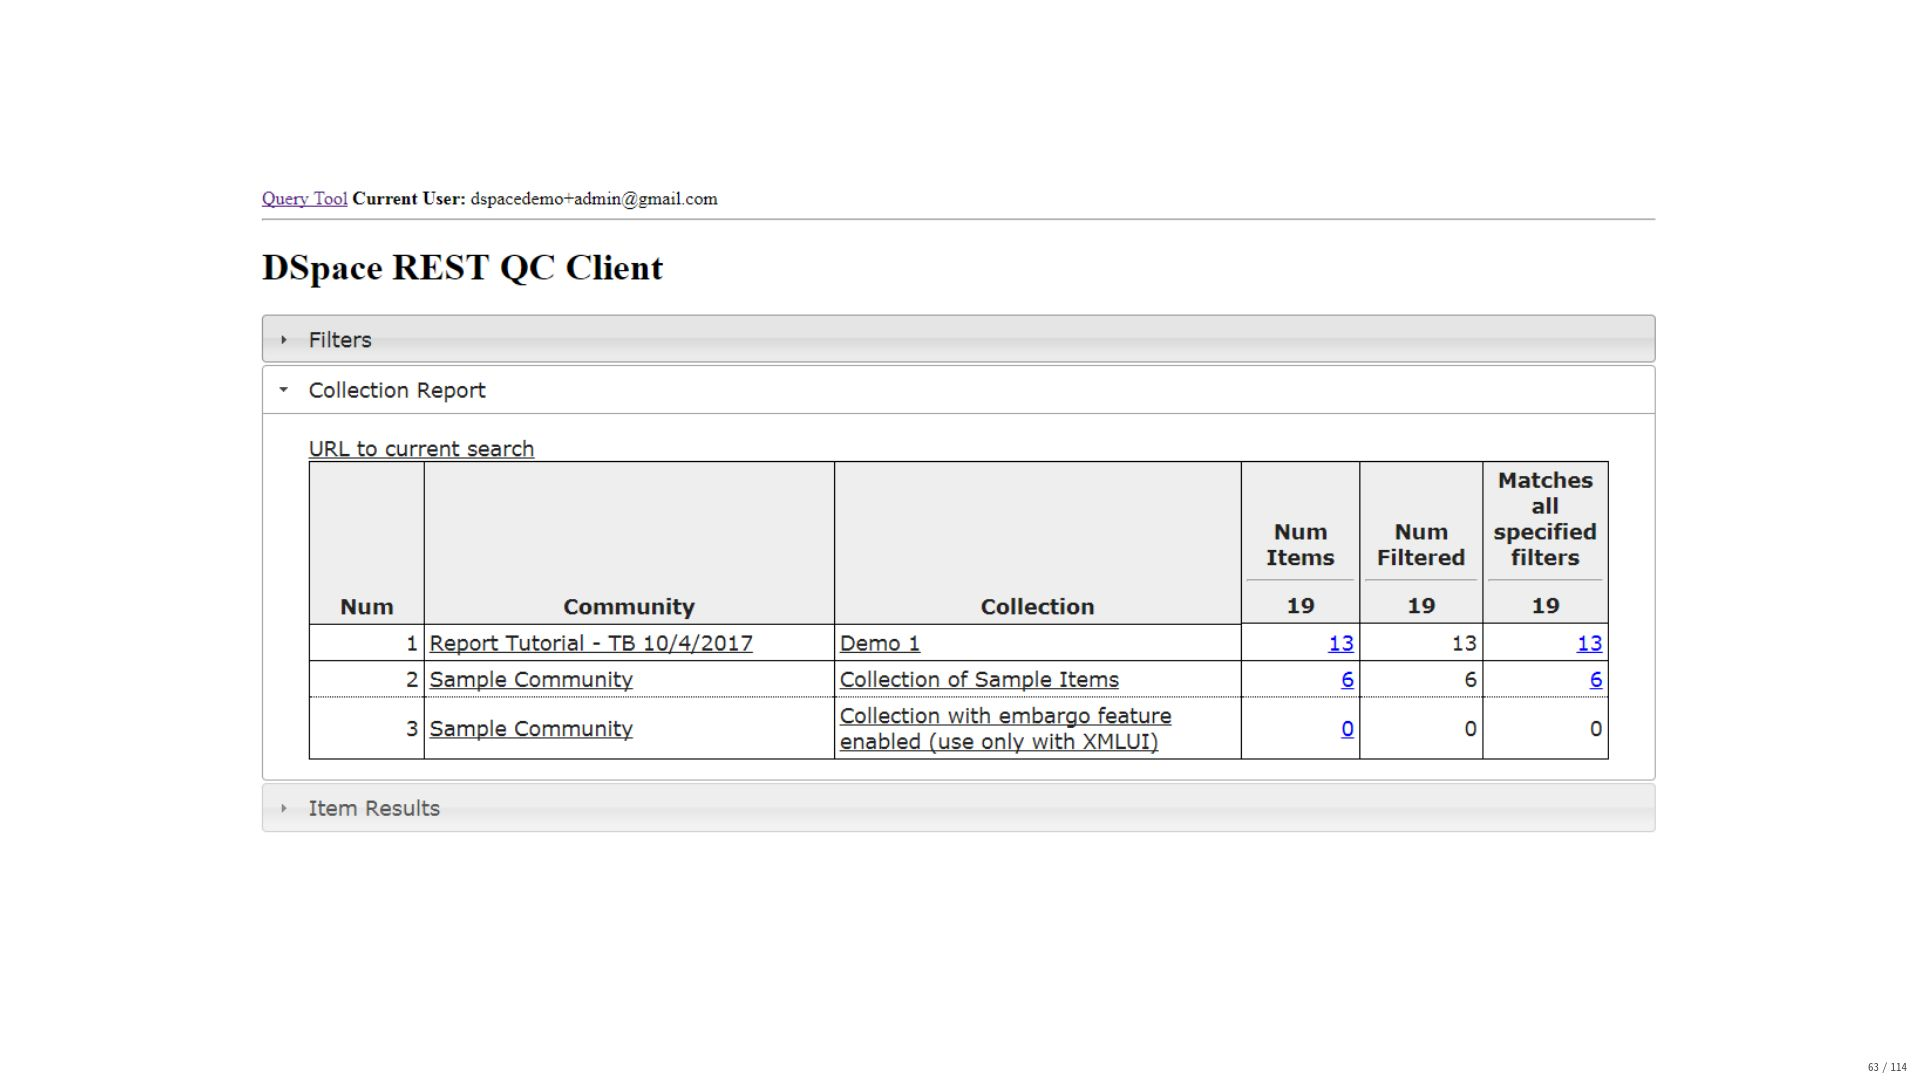 Query Tool Current User: dspacedemo+admin@gmail.com
DSpace REST QC Client
Filters
Collection Report
URL to current search
Num Community Collection Num Items Num Filtered Matches all specified filters
19 19 19
1 Report Tutorial - TB 10/4/2017 Demo 1 13 13 13
2 Sample Community Collection of Sample Items 6 6 6
3 Sample Community Collection with embargo feature enabled (use only with XMLUI) 0 0 0
Item Results
63 / 114